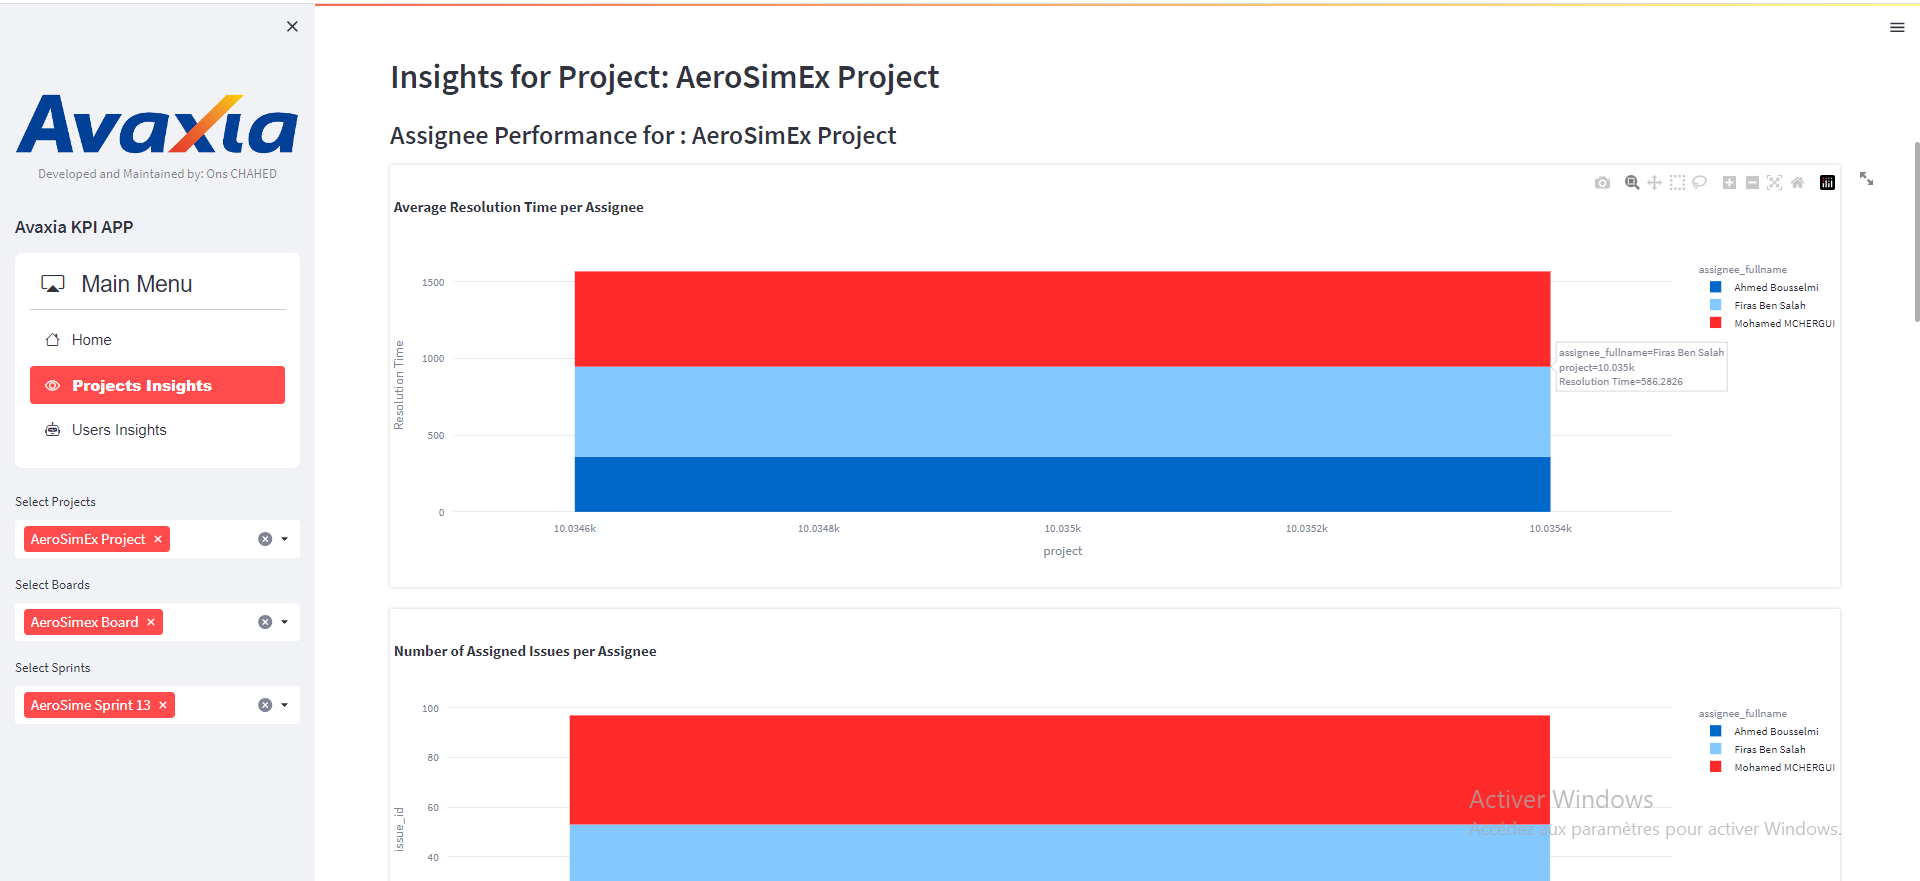 Avaxia
Developed and Maintained by: Ons CHAHED
Avaxia KPI APP
Main Menu
Home
Projects Insights
Users Insights
Select Projects
AeroSimEx Project ×
Select Boards
AeroSimex Board ×
Select Sprints
AeroSime Sprint 13 ×
Insights for Project: AeroSimEx Project
Assignee Performance for : AeroSimEx Project
Average Resolution Time per Assignee
1500
1000
500
0
Resolution Time
10.0346k
10.0348k
10.035k
10.0352k
10.0354k
project
assignee_fullname
Ahmed Bousselmi
Firas Ben Salah
Mohamed MCHERGUI
assignee_fullname=Firas Ben Salah
project=10.035k
Resolution Time=586.2826
Number of Assigned Issues per Assignee
100
80
60
40
issue_id
assignee_fullname
Ahmed Bousselmi
Firas Ben Salah
Mohamed MCHERGUI
Activer Windows
Accédez aux paramètres pour activer Windows.